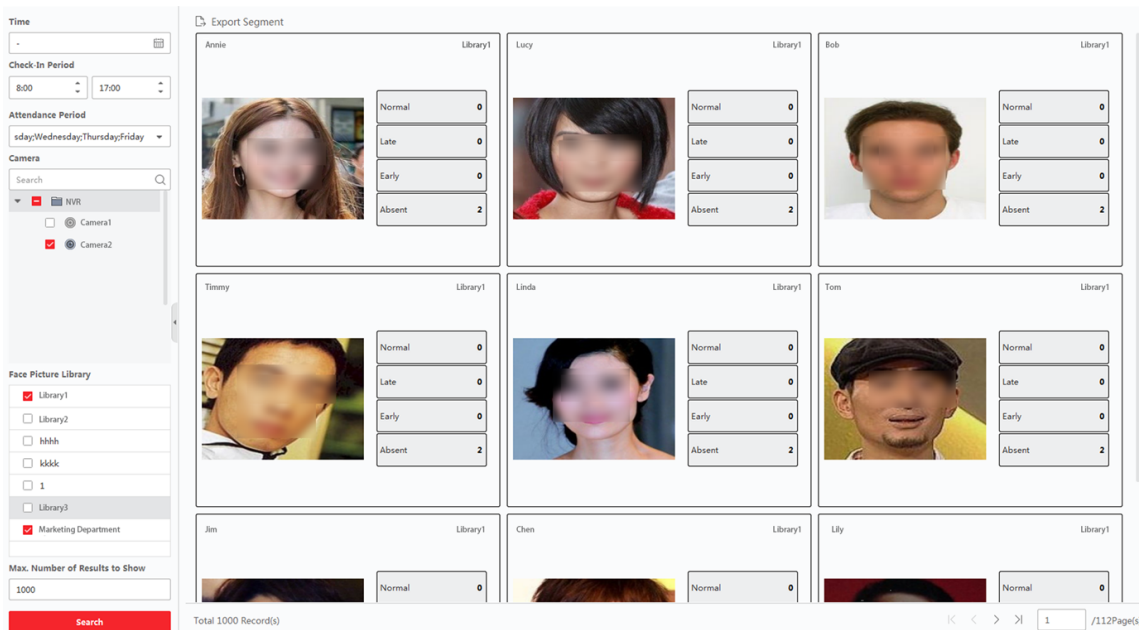 Time
-
Check-In Period
8:00
17:00
Attendance Period
sday;Wednesday;Thursday;Friday
Camera
Search
NVR
Camera1
Camera2
Face Picture Library
Library1
Library2
hhhh
kkkk
1
Library3
Marketing Department
Max. Number of Results to Show
1000
Search
Export Segment
Annie Library1
Normal 0
Late 0
Early 0
Absent 2
Lucy Library1
Normal 0
Late 0
Early 0
Absent 2
Bob Library1
Normal 0
Late 0
Early 0
Absent 2
Timmy Library1
Normal 0
Late 0
Early 0
Absent 2
Linda Library1
Normal 0
Late 0
Early 0
Absent 2
Tom Library1
Normal 0
Late 0
Early 0
Absent 2
Jim Library1
Normal 0
Chen Library1
Normal 0
Lily Library1
Normal 0
Total 1000 Record(s)
1 /112Page(s